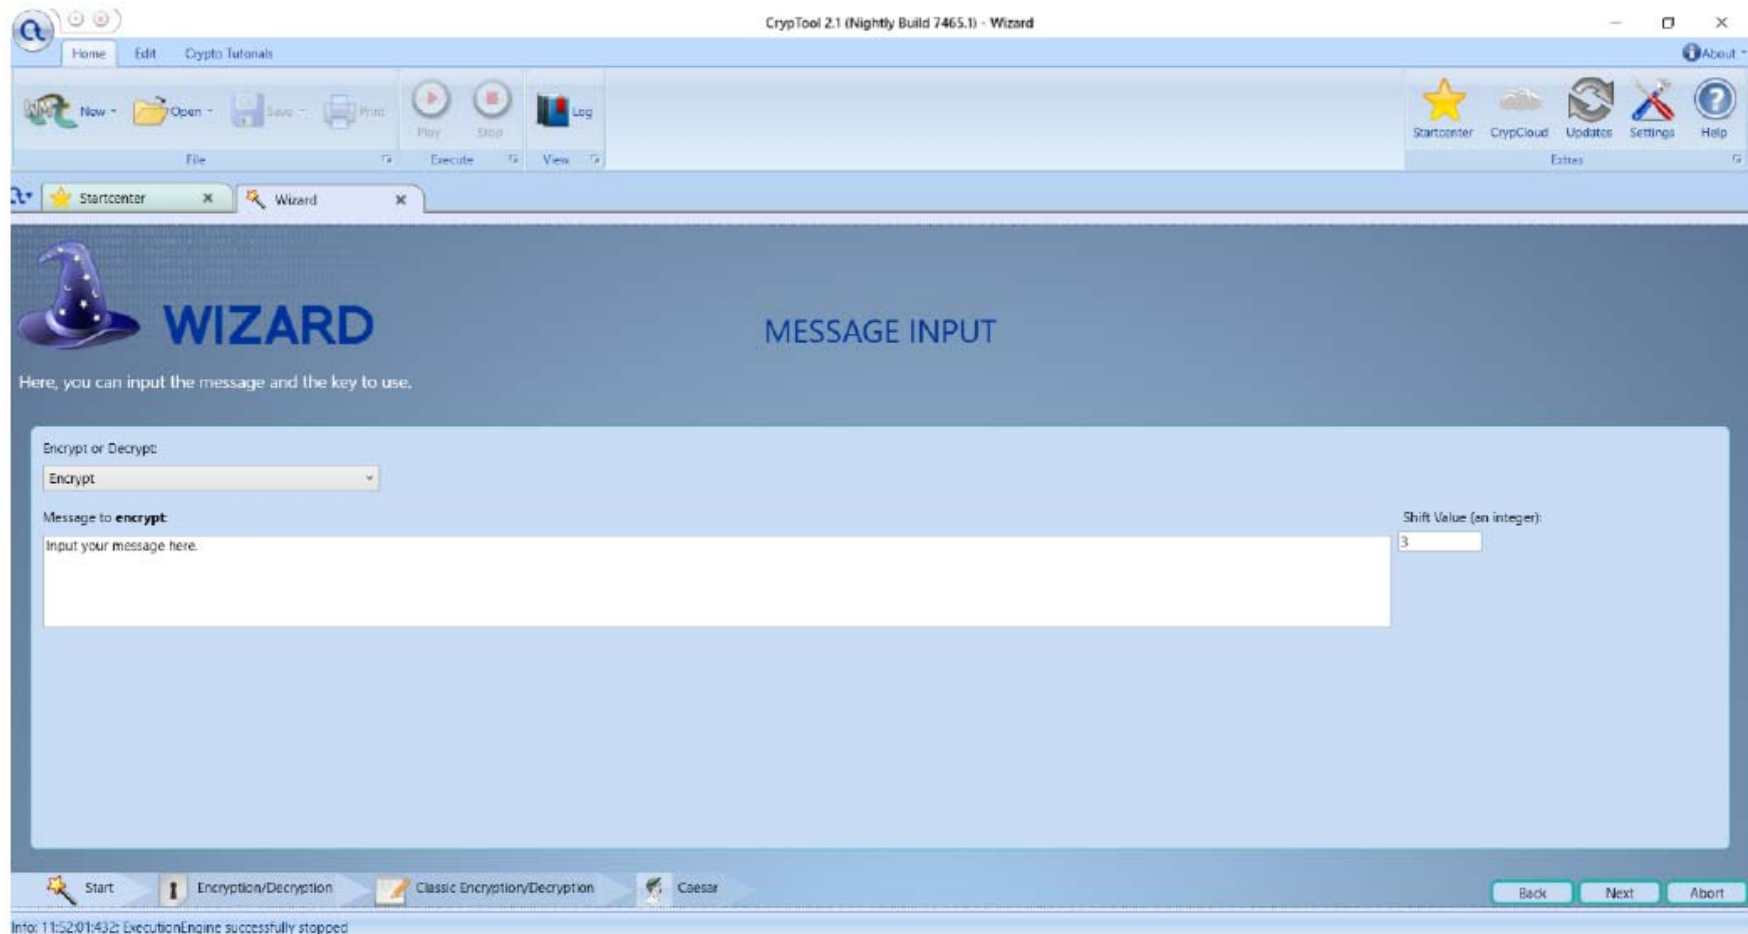 CrypTool 2.1 (Nightly Build 7465.1) - Wizard
Home Edit Crypto Tutorials About
New Open Save Print Play Stop Log Startcenter CrypCloud Updates Settings Help
File Execute View Extras
Startcenter Wizard
WIZARD
MESSAGE INPUT
Here, you can input the message and the key to use.
Encrypt or Decrypt:
Encrypt
Message to encrypt: Shift Value (an integer):
Input your message here. 3
Start Encryption/Decryption Classic Encryption/Decryption Caesar Back Next Abort
Info: 11:52:01:432: ExecutionEngine successfully stopped